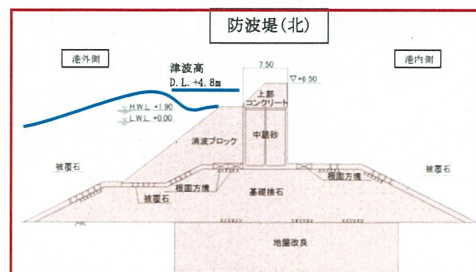 防波堤(北)
港外側
港内側
7.50
津波高
D.L. +4.8m
▽+6.50
上部
コンクリート
H.W.L. +1.90
L.W.L. +0.00
中詰砂
消波ブロック
被覆石
被覆石
根固方塊
根固方塊
基礎捨石
被覆石
被覆石
地盤改良